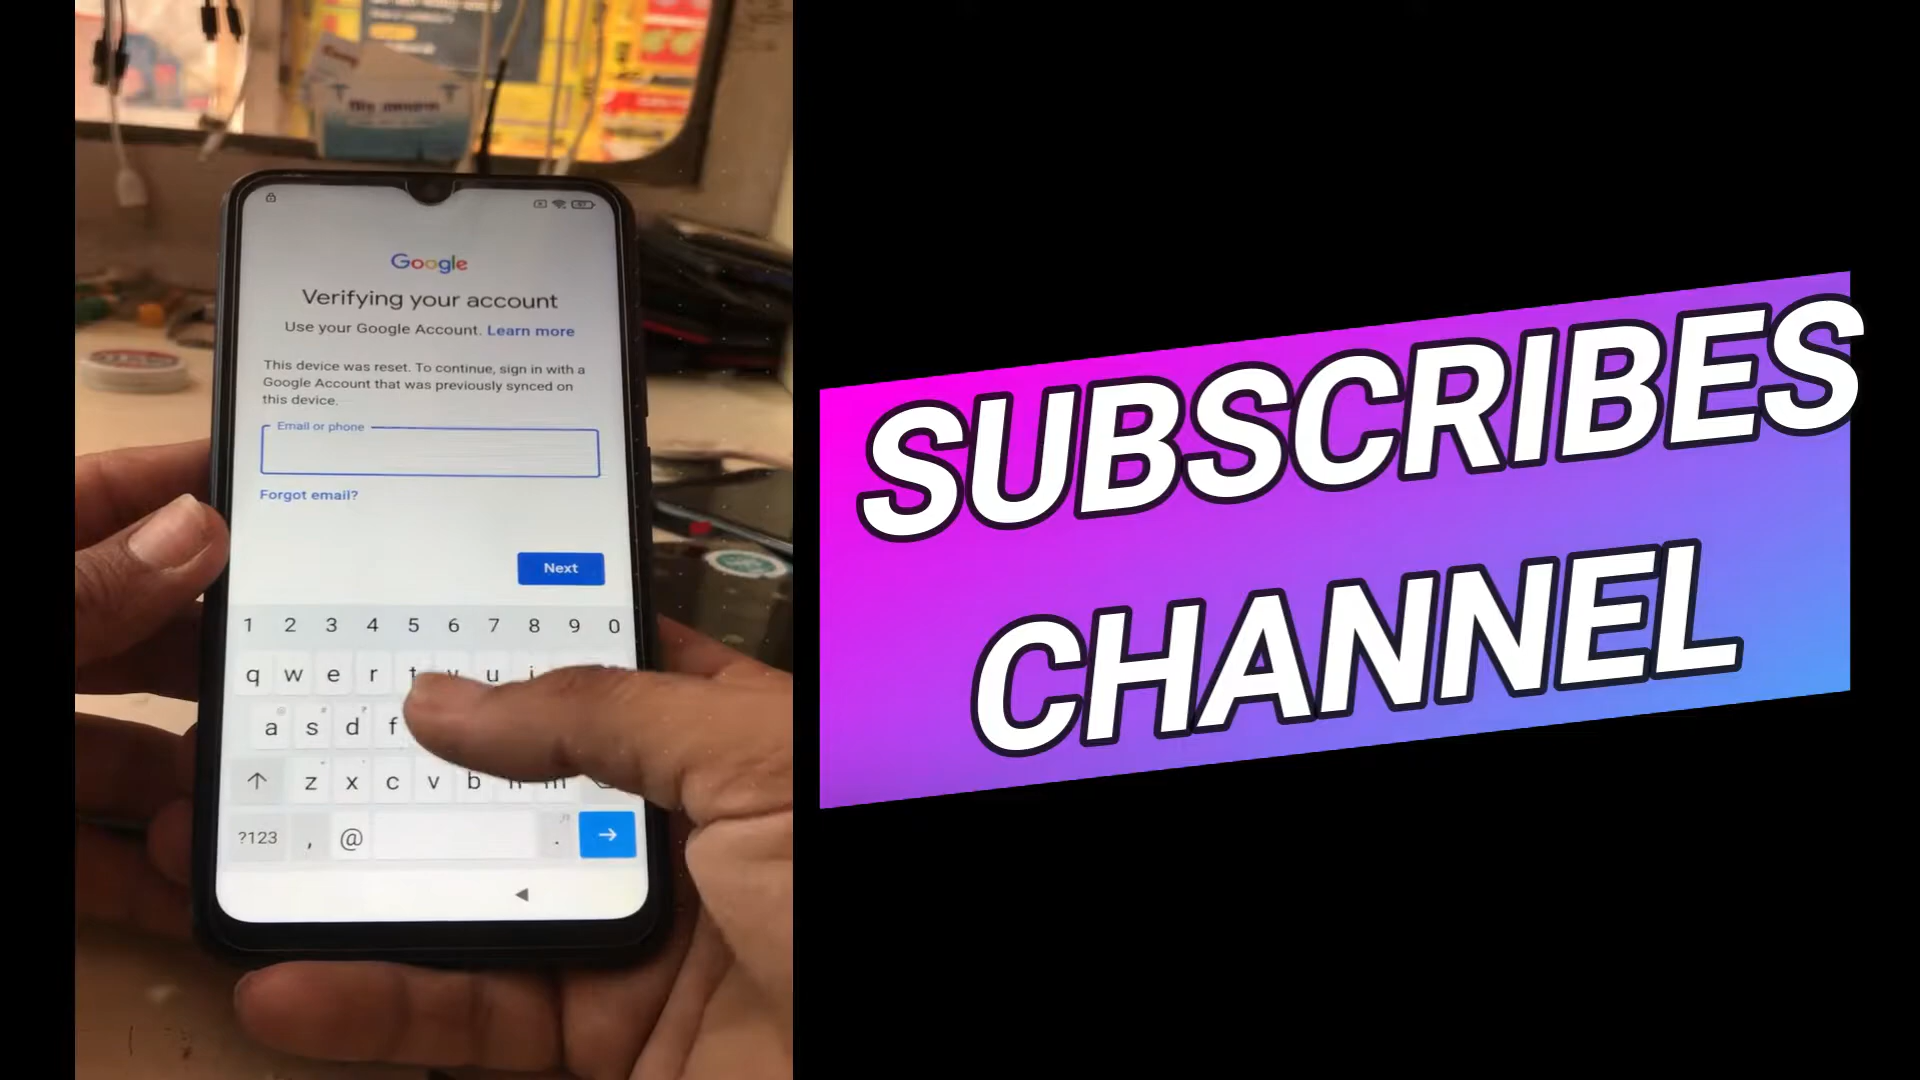 Google
Verifying your account
Use your Google Account. Learn more
This device was reset. To continue, sign in with a
Google Account that was previously synced on
this device.
Email or phone
Forgot email?
Next
1 2 3 4 5 6 7 8 9 0
q w e r t y u i
a s d f
z x c v b n m
?123 , @ .
SUBSCRIBES
CHANNEL